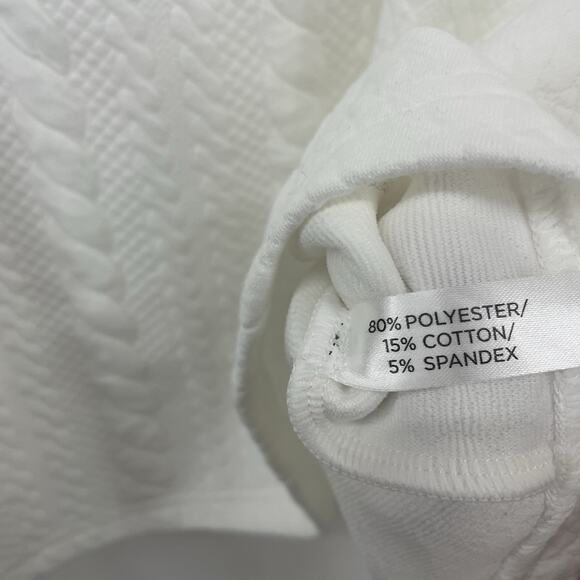 80% POLYESTER/
15% COTTON/
5% SPANDEX